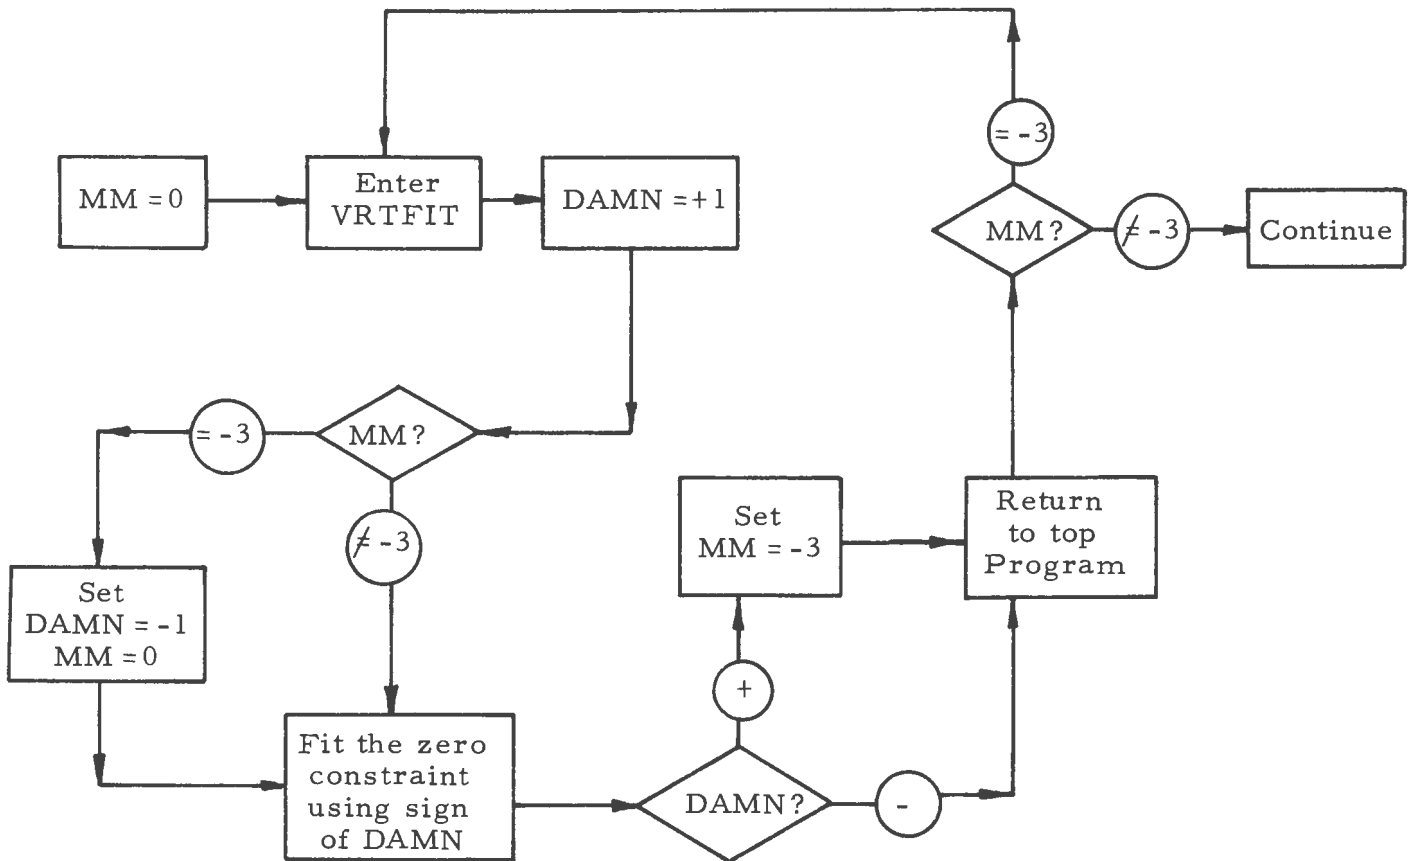 = -3
MM = 0
Enter
VRTFIT
DAMN = +1
MM?
≠ -3
Continue
= -3
MM?
≠ -3
Set
MM = -3
Return
to top
Program
Set
DAMN = -1
MM = 0
+
Fit the zero
constraint
using sign
of DAMN
DAMN?
-